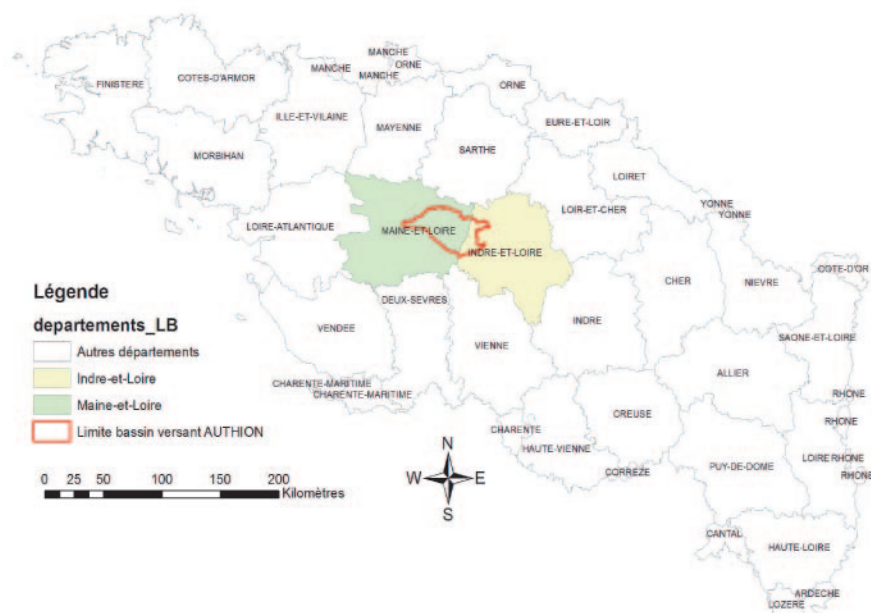 MANCHE
ORNE
MANCHE
MANCHE
COTES-D'ARMOR
FINISTERE
ORNE
ILLE-ET-VILAINE
EURE-ET-LOIR
MAYENNE
SARTHE
MORBIHAN
LOIRET
YONNE
YONNE
LOIR-ET-CHER
LOIRE-ATLANTIQUE
MAINE-ET-LOIRE
INDRE-ET-LOIRE
CHER
NIEVRE
COTE-D'OR
DEUX-SEVRES
VENDEE
INDRE
VIENNE
SAONE-ET-LOIRE
ALLIER
CHARENTE-MARITIME
CHARENTE-MARITIME
RHONE
CREUSE
RHONE
CHARENTE
HAUTE-VIENNE
LOIRE RHONE
PUY-DE-DOME
CORREZE
RHONE
CANTAL
HAUTE-LOIRE
ARDECHE
LOZERE
Légende
departements_LB
Autres départements
Indre-et-Loire
Maine-et-Loire
Limite bassin versant AUTHION
0 25 50 100 150 200
Kilomètres
N
W E
S